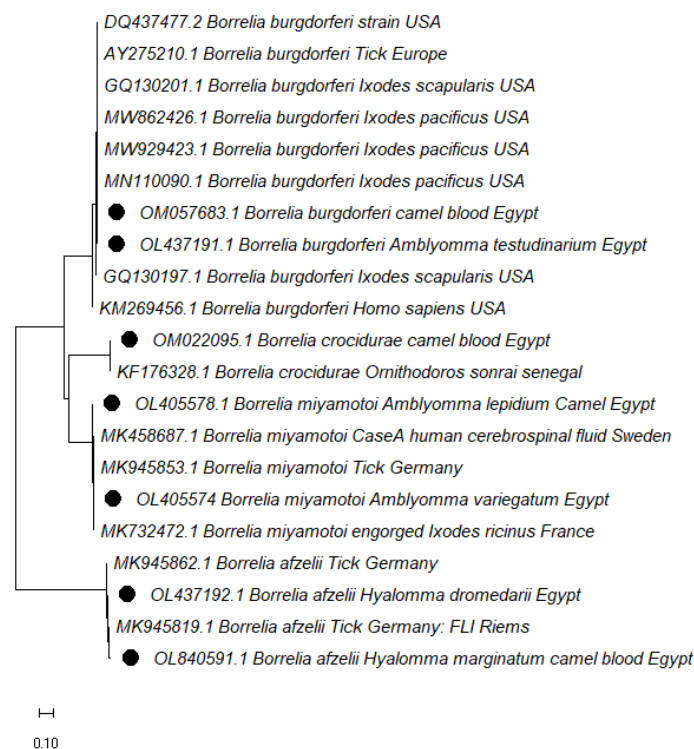 DQ437477.2 Borrelia burgdorferi strain USA
AY275210.1 Borrelia burgdorferi Tick Europe
GQ130201.1 Borrelia burgdorferi Ixodes scapularis USA
MW862426.1 Borrelia burgdorferi Ixodes pacificus USA
MW929423.1 Borrelia burgdorferi Ixodes pacificus USA
MN110090.1 Borrelia burgdorferi Ixodes pacificus USA
OM057683.1 Borrelia burgdorferi camel blood Egypt
OL437191.1 Borrelia burgdorferi Amblyomma testudinarium Egypt
GQ130197.1 Borrelia burgdorferi Ixodes scapularis USA
KM269456.1 Borrelia burgdorferi Homo sapiens USA
OM022095.1 Borrelia crocidurae camel blood Egypt
KF176328.1 Borrelia crocidurae Ornithodoros sonrai senegal
OL405578.1 Borrelia miyamotoi Amblyomma lepidium Camel Egypt
MK458687.1 Borrelia miyamotoi CaseA human cerebrospinal fluid Sweden
MK945853.1 Borrelia miyamotoi Tick Germany
OL405574 Borrelia miyamotoi Amblyomma variegatum Egypt
MK732472.1 Borrelia miyamotoi engorged Ixodes ricinus France
MK945862.1 Borrelia afzelii Tick Germany
OL437192.1 Borrelia afzelii Hyalomma dromedarii Egypt
MK945819.1 Borrelia afzelii Tick Germany: FLI Riems
OL840591.1 Borrelia afzelii Hyalomma marginatum camel blood Egypt
0.10